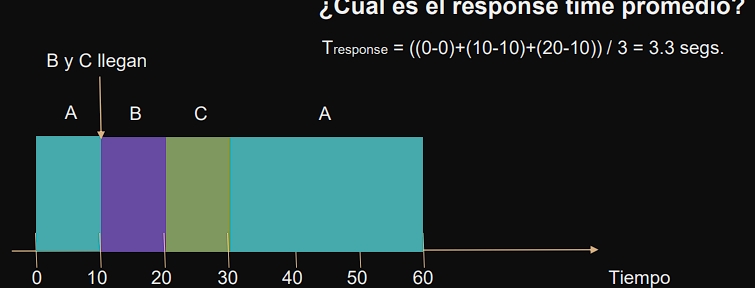 ¿Cual es el response time promedio?
Tresponse = ((0-0)+(10-10)+(20-10)) / 3 = 3.3 segs.
B y C llegan
A B C A
0 10 20 30 40 50 60 Tiempo